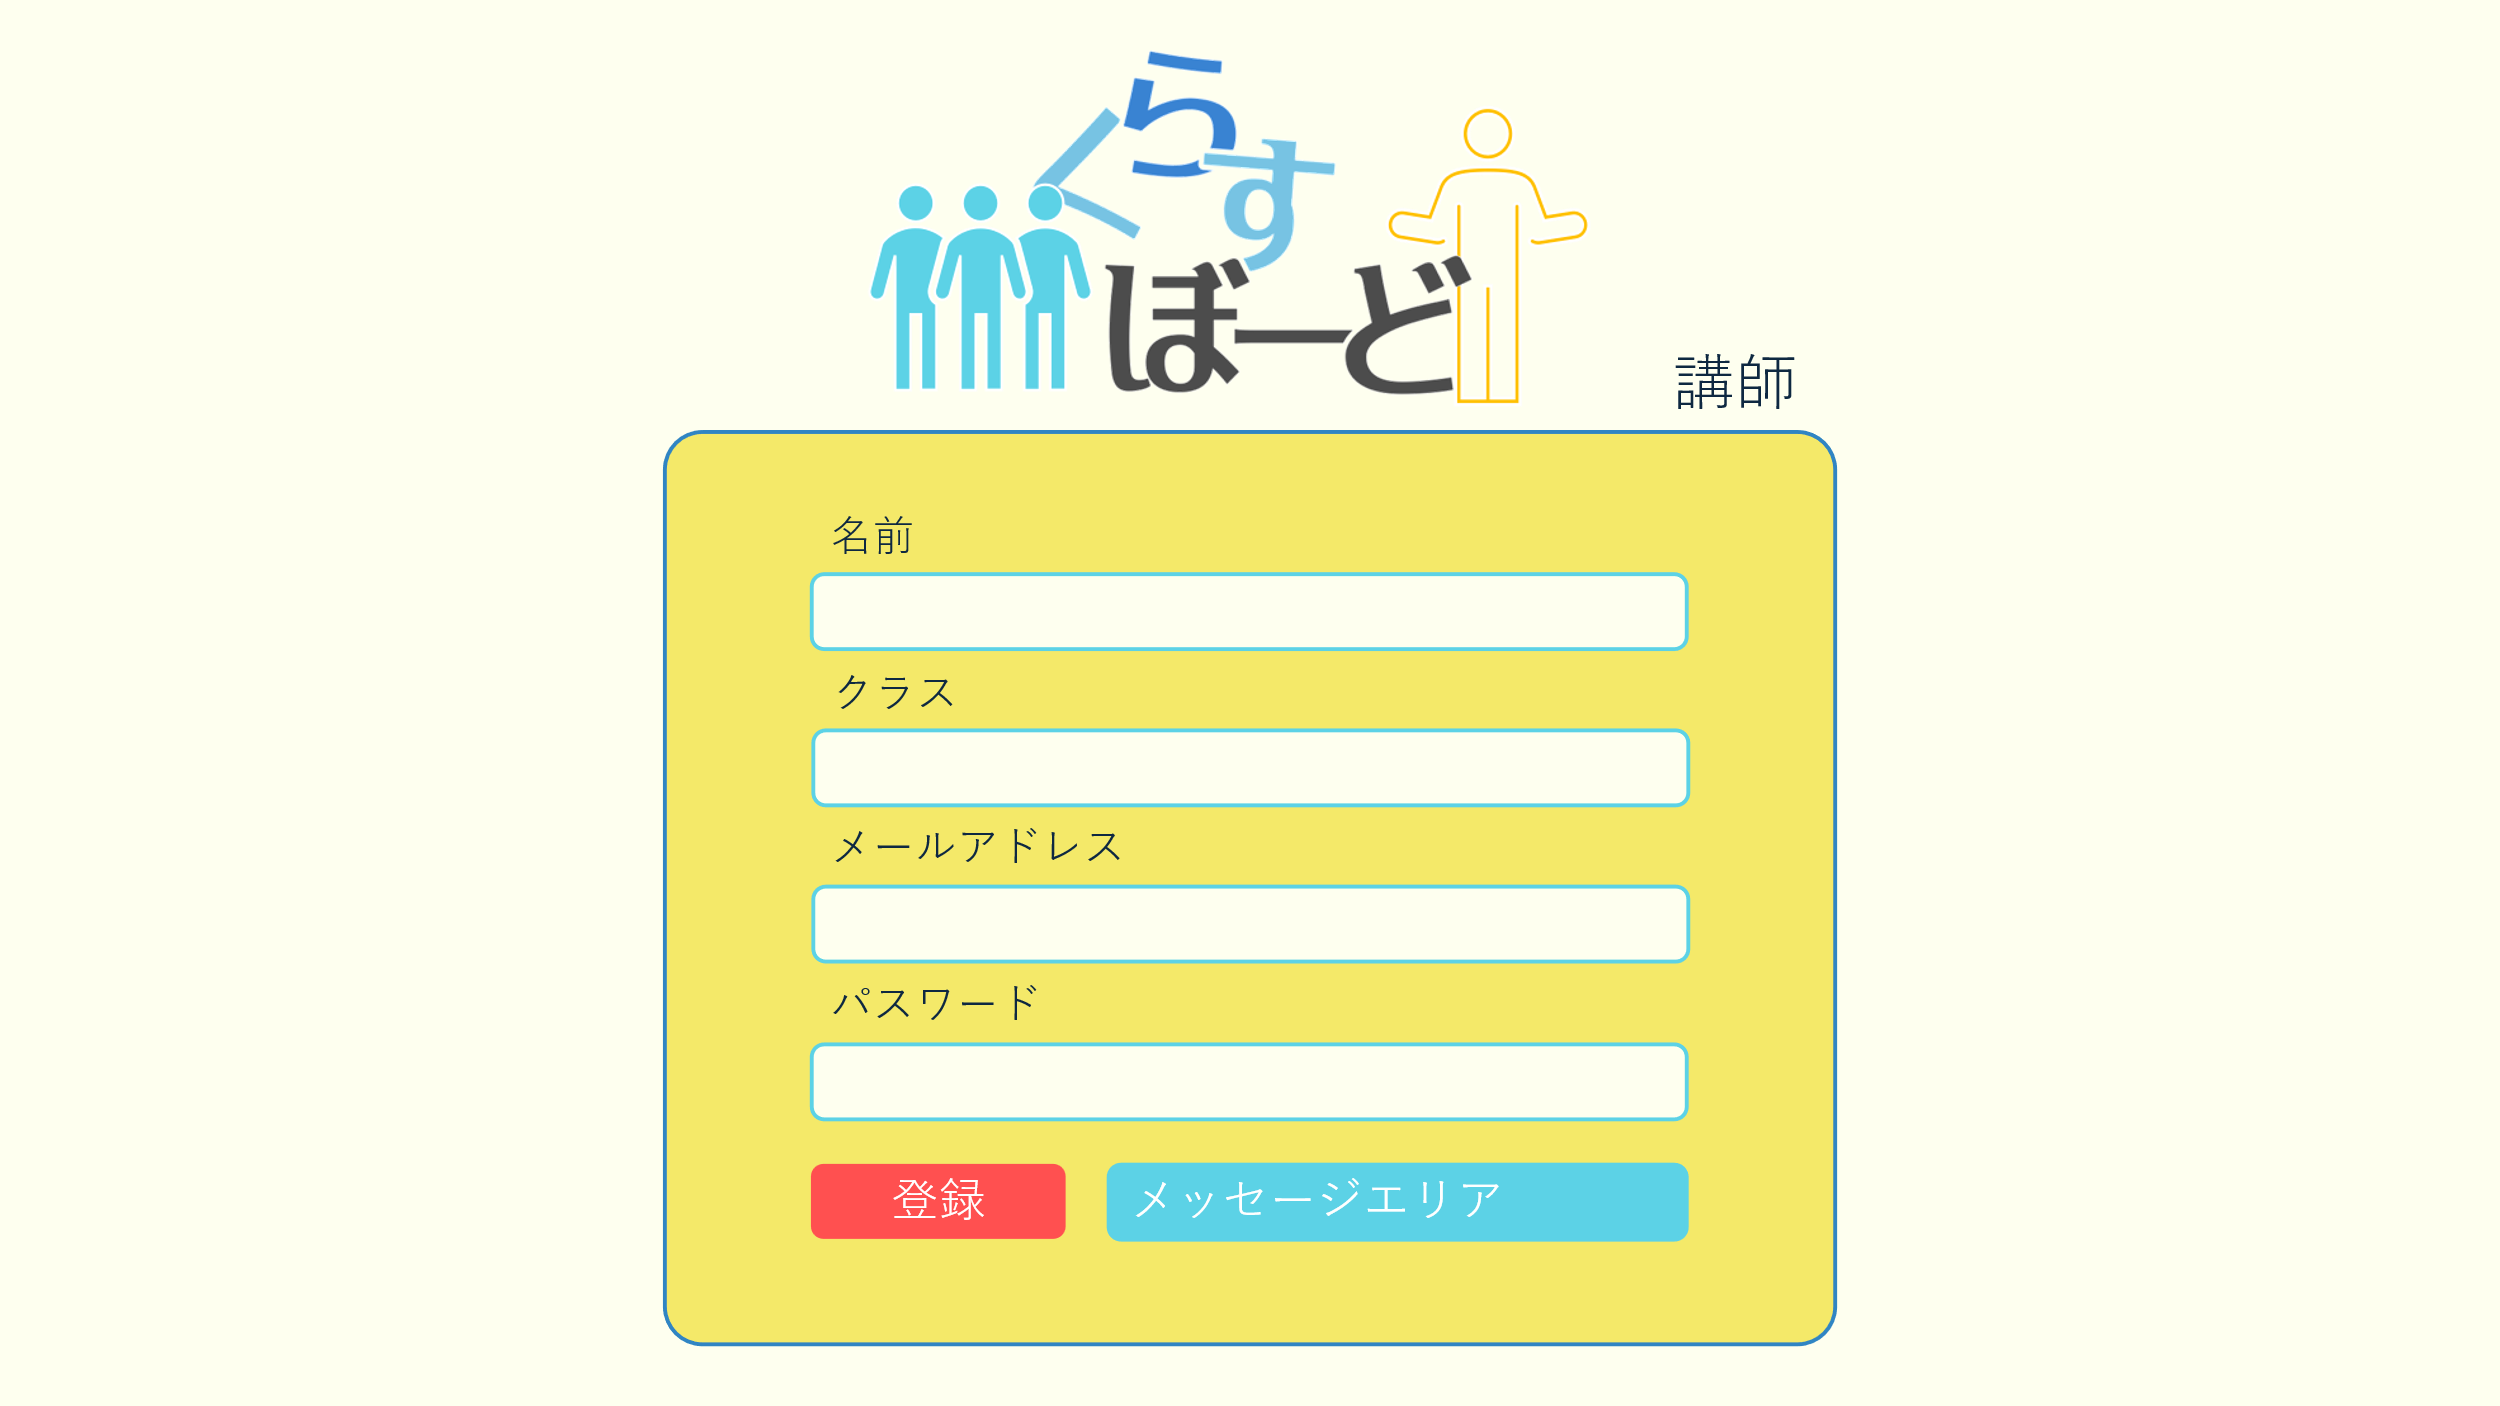 くらす
ぼーど
講師
名前
クラス
メールアドレス
パスワード
登録
メッセージエリア